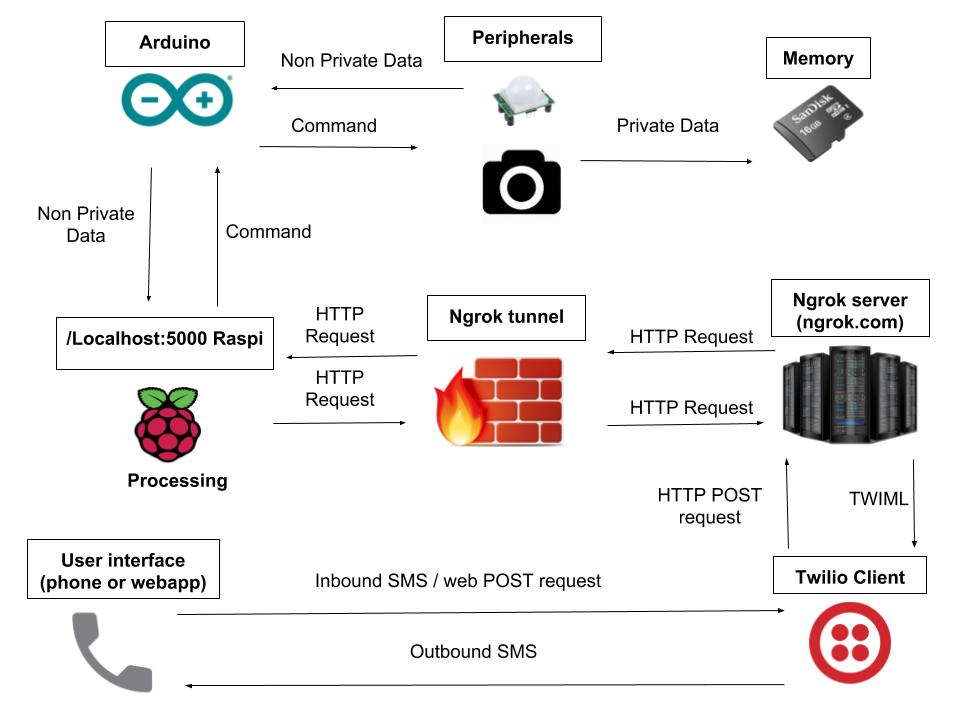 Arduino
Peripherals
Memory
Non Private Data
Command
Private Data
SanDisk
16GB
Non Private
Data
Command
/Localhost:5000 Raspi
HTTP
Request
HTTP
Request
Ngrok tunnel
HTTP Request
HTTP Request
Ngrok server
(ngrok.com)
Processing
HTTP POST
request
TWIML
User interface
(phone or webapp)
Inbound SMS / web POST request
Outbound SMS
Twilio Client